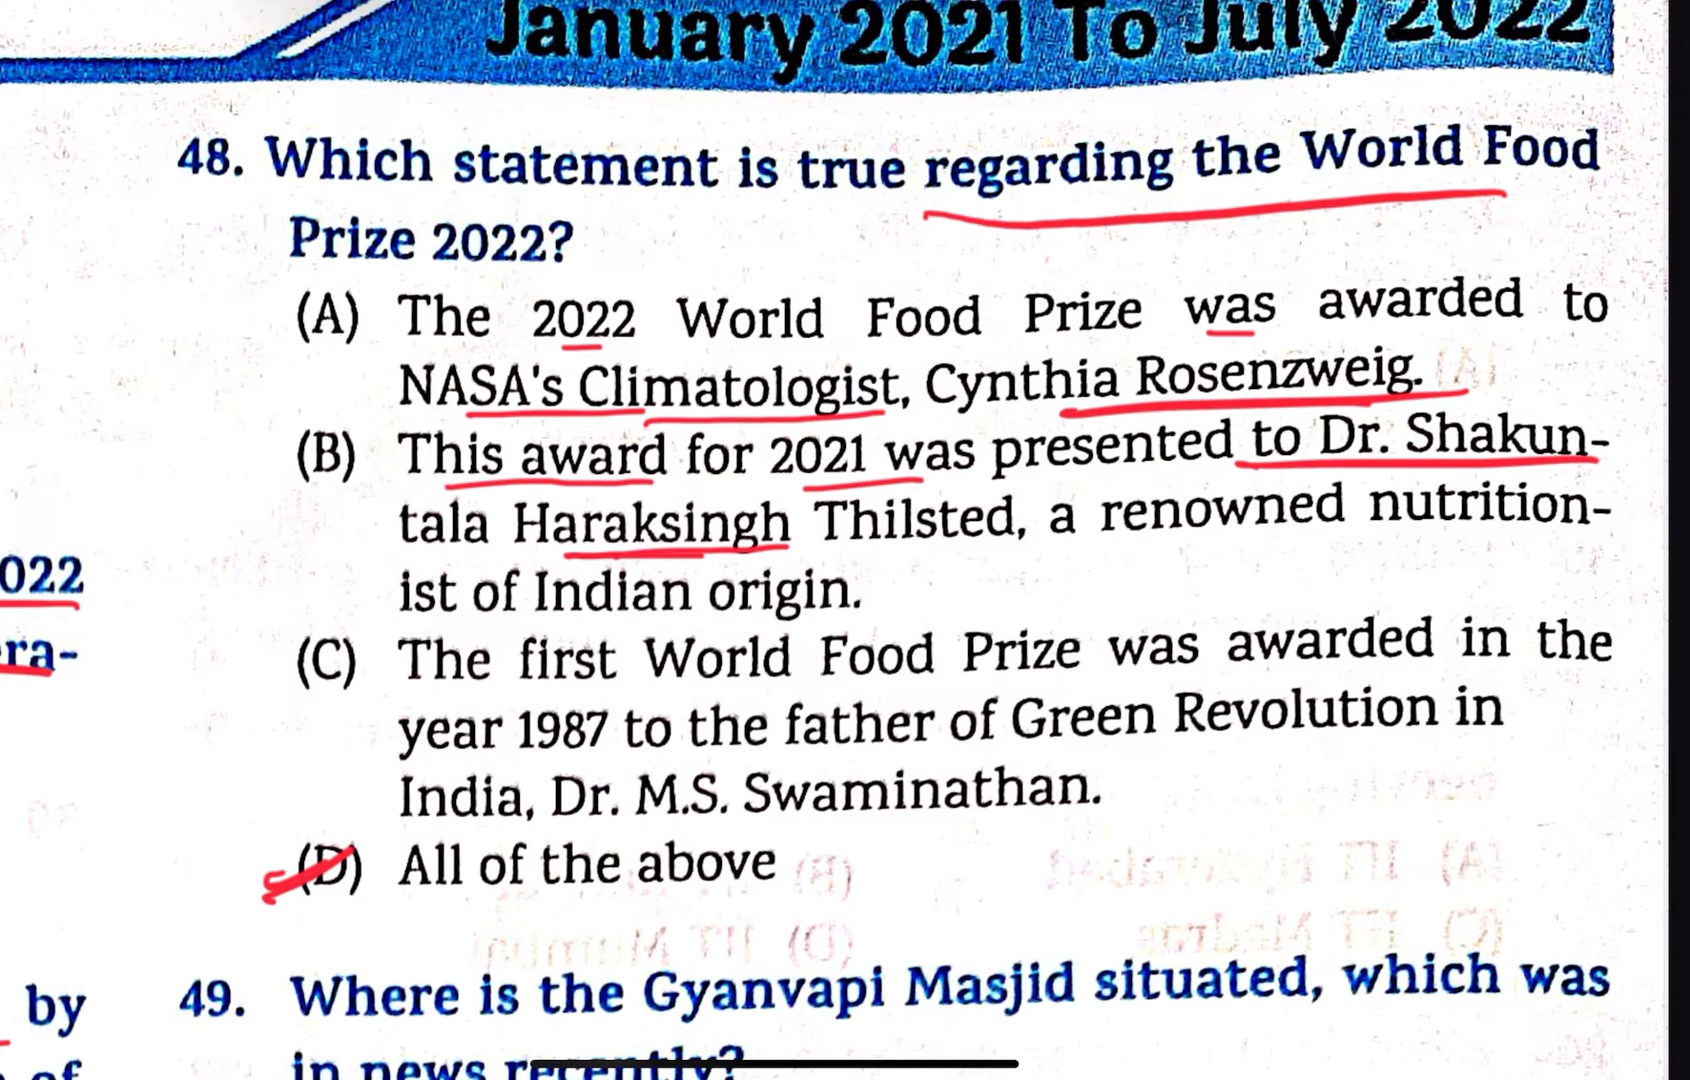 January 2021 To July 2022
48. Which statement is true regarding the World Food
Prize 2022?
(A) The 2022 World Food Prize was awarded to
NASA's Climatologist, Cynthia Rosenzweig.
(B) This award for 2021 was presented to Dr. Shakun-
tala Haraksingh Thilsted, a renowned nutrition-
ist of Indian origin.
022
ra-
(C) The first World Food Prize was awarded in the
year 1987 to the father of Green Revolution in
India, Dr. M.S. Swaminathan.
(D) All of the above
by
of
49. Where is the Gyanvapi Masjid situated, which was
in news recently?